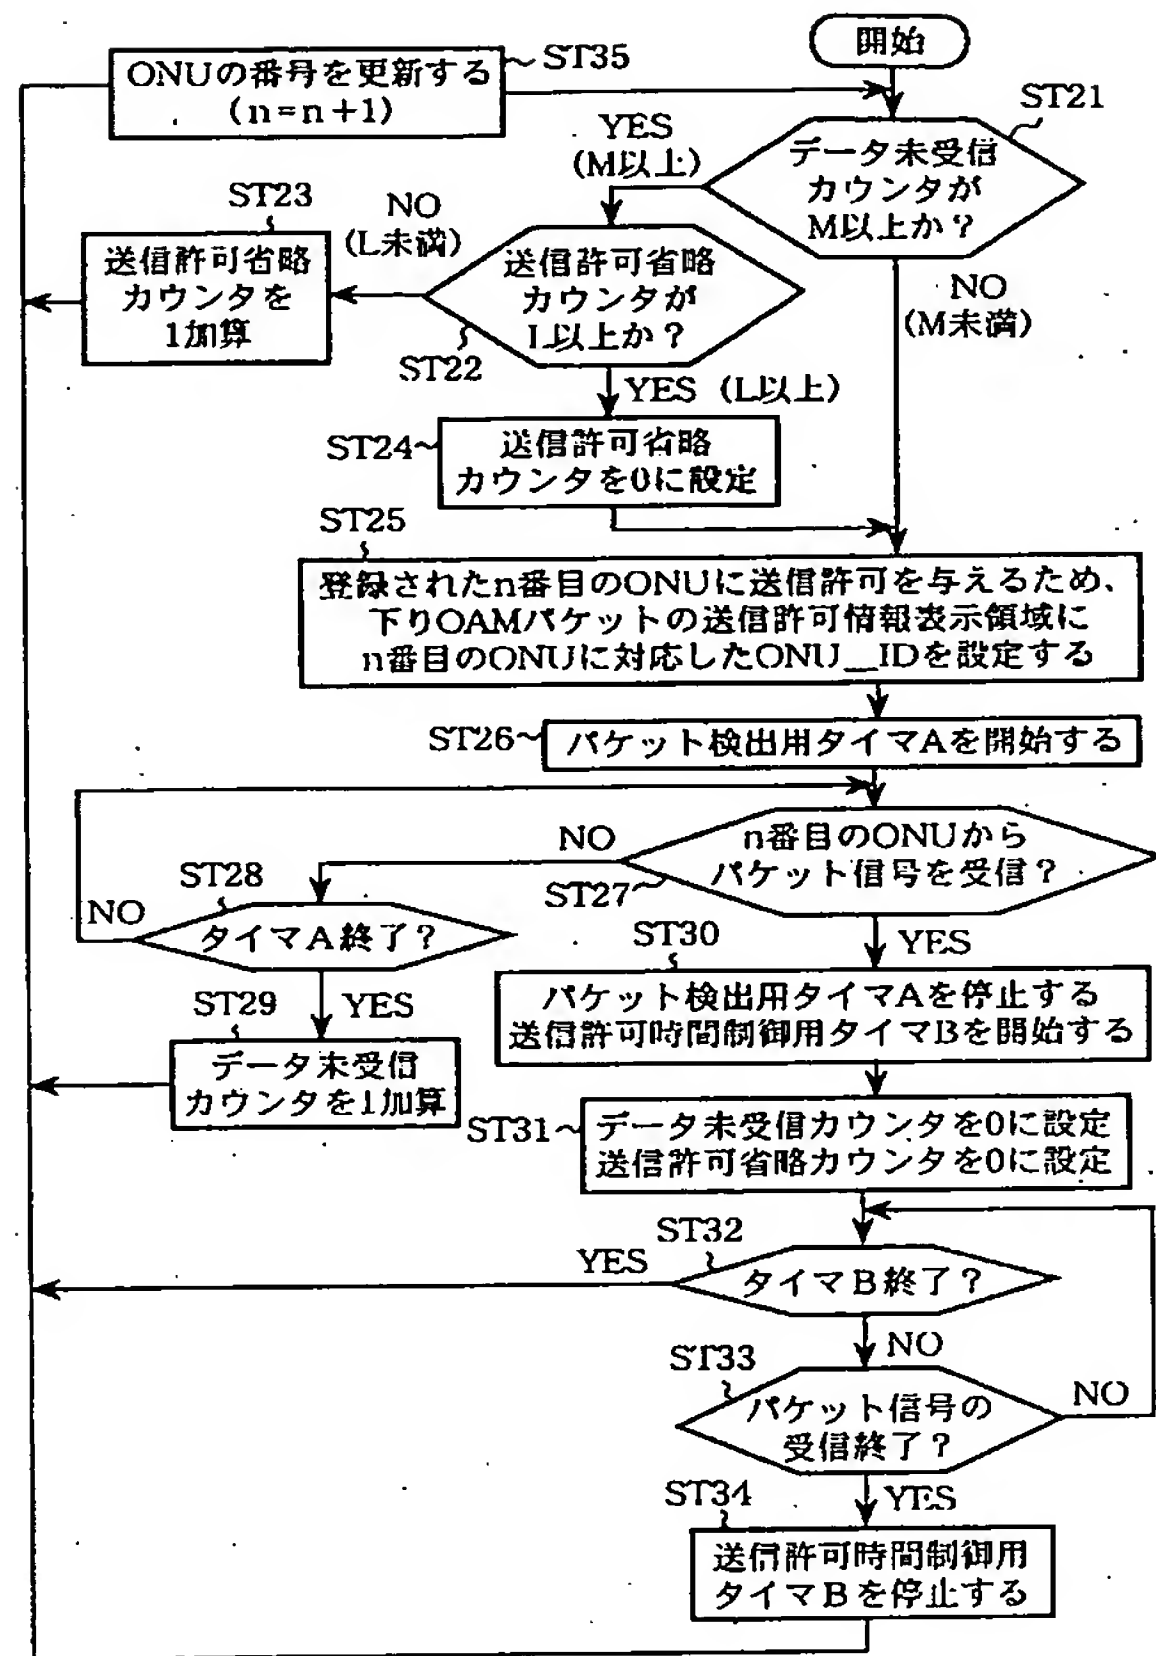 開始
ONUの番号を更新する
(n=n+1)
ST35
ST21
データ未受信
カウンタが
M以上か？
YES
(M以上)
NO
(M未満)
ST23
送信許可省略
カウンタを
1加算
NO
(L未満)
送信許可省略
カウンタが
L以上か？
ST22
YES (L以上)
ST24
送信許可省略
カウンタを0に設定
ST25
登録されたn番目のONUに送信許可を与えるため、
下りOAMパケットの送信許可情報表示領域に
n番目のONUに対応したONU__IDを設定する
ST26
パケット検出用タイマAを開始する
n番目のONUから
パケット信号を受信？
ST27
NO
ST28
NO
タイマA終了？
ST29
YES
データ未受信
カウンタを1加算
ST30
YES
パケット検出用タイマAを停止する
送信許可時間制御用タイマBを開始する
ST31
データ未受信カウンタを0に設定
送信許可省略カウンタを0に設定
ST32
YES
タイマB終了？
NO
ST33
パケット信号の
受信終了？
NO
ST34
YES
送信許可時間制御用
タイマBを停止する